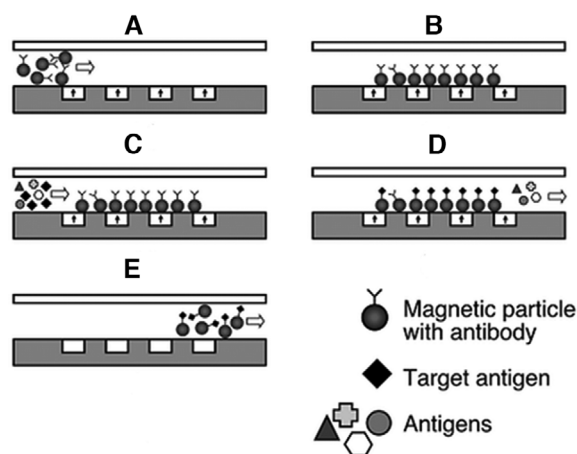 A
B
C
D
E
Magnetic particle
with antibody
Target antigen
Antigens